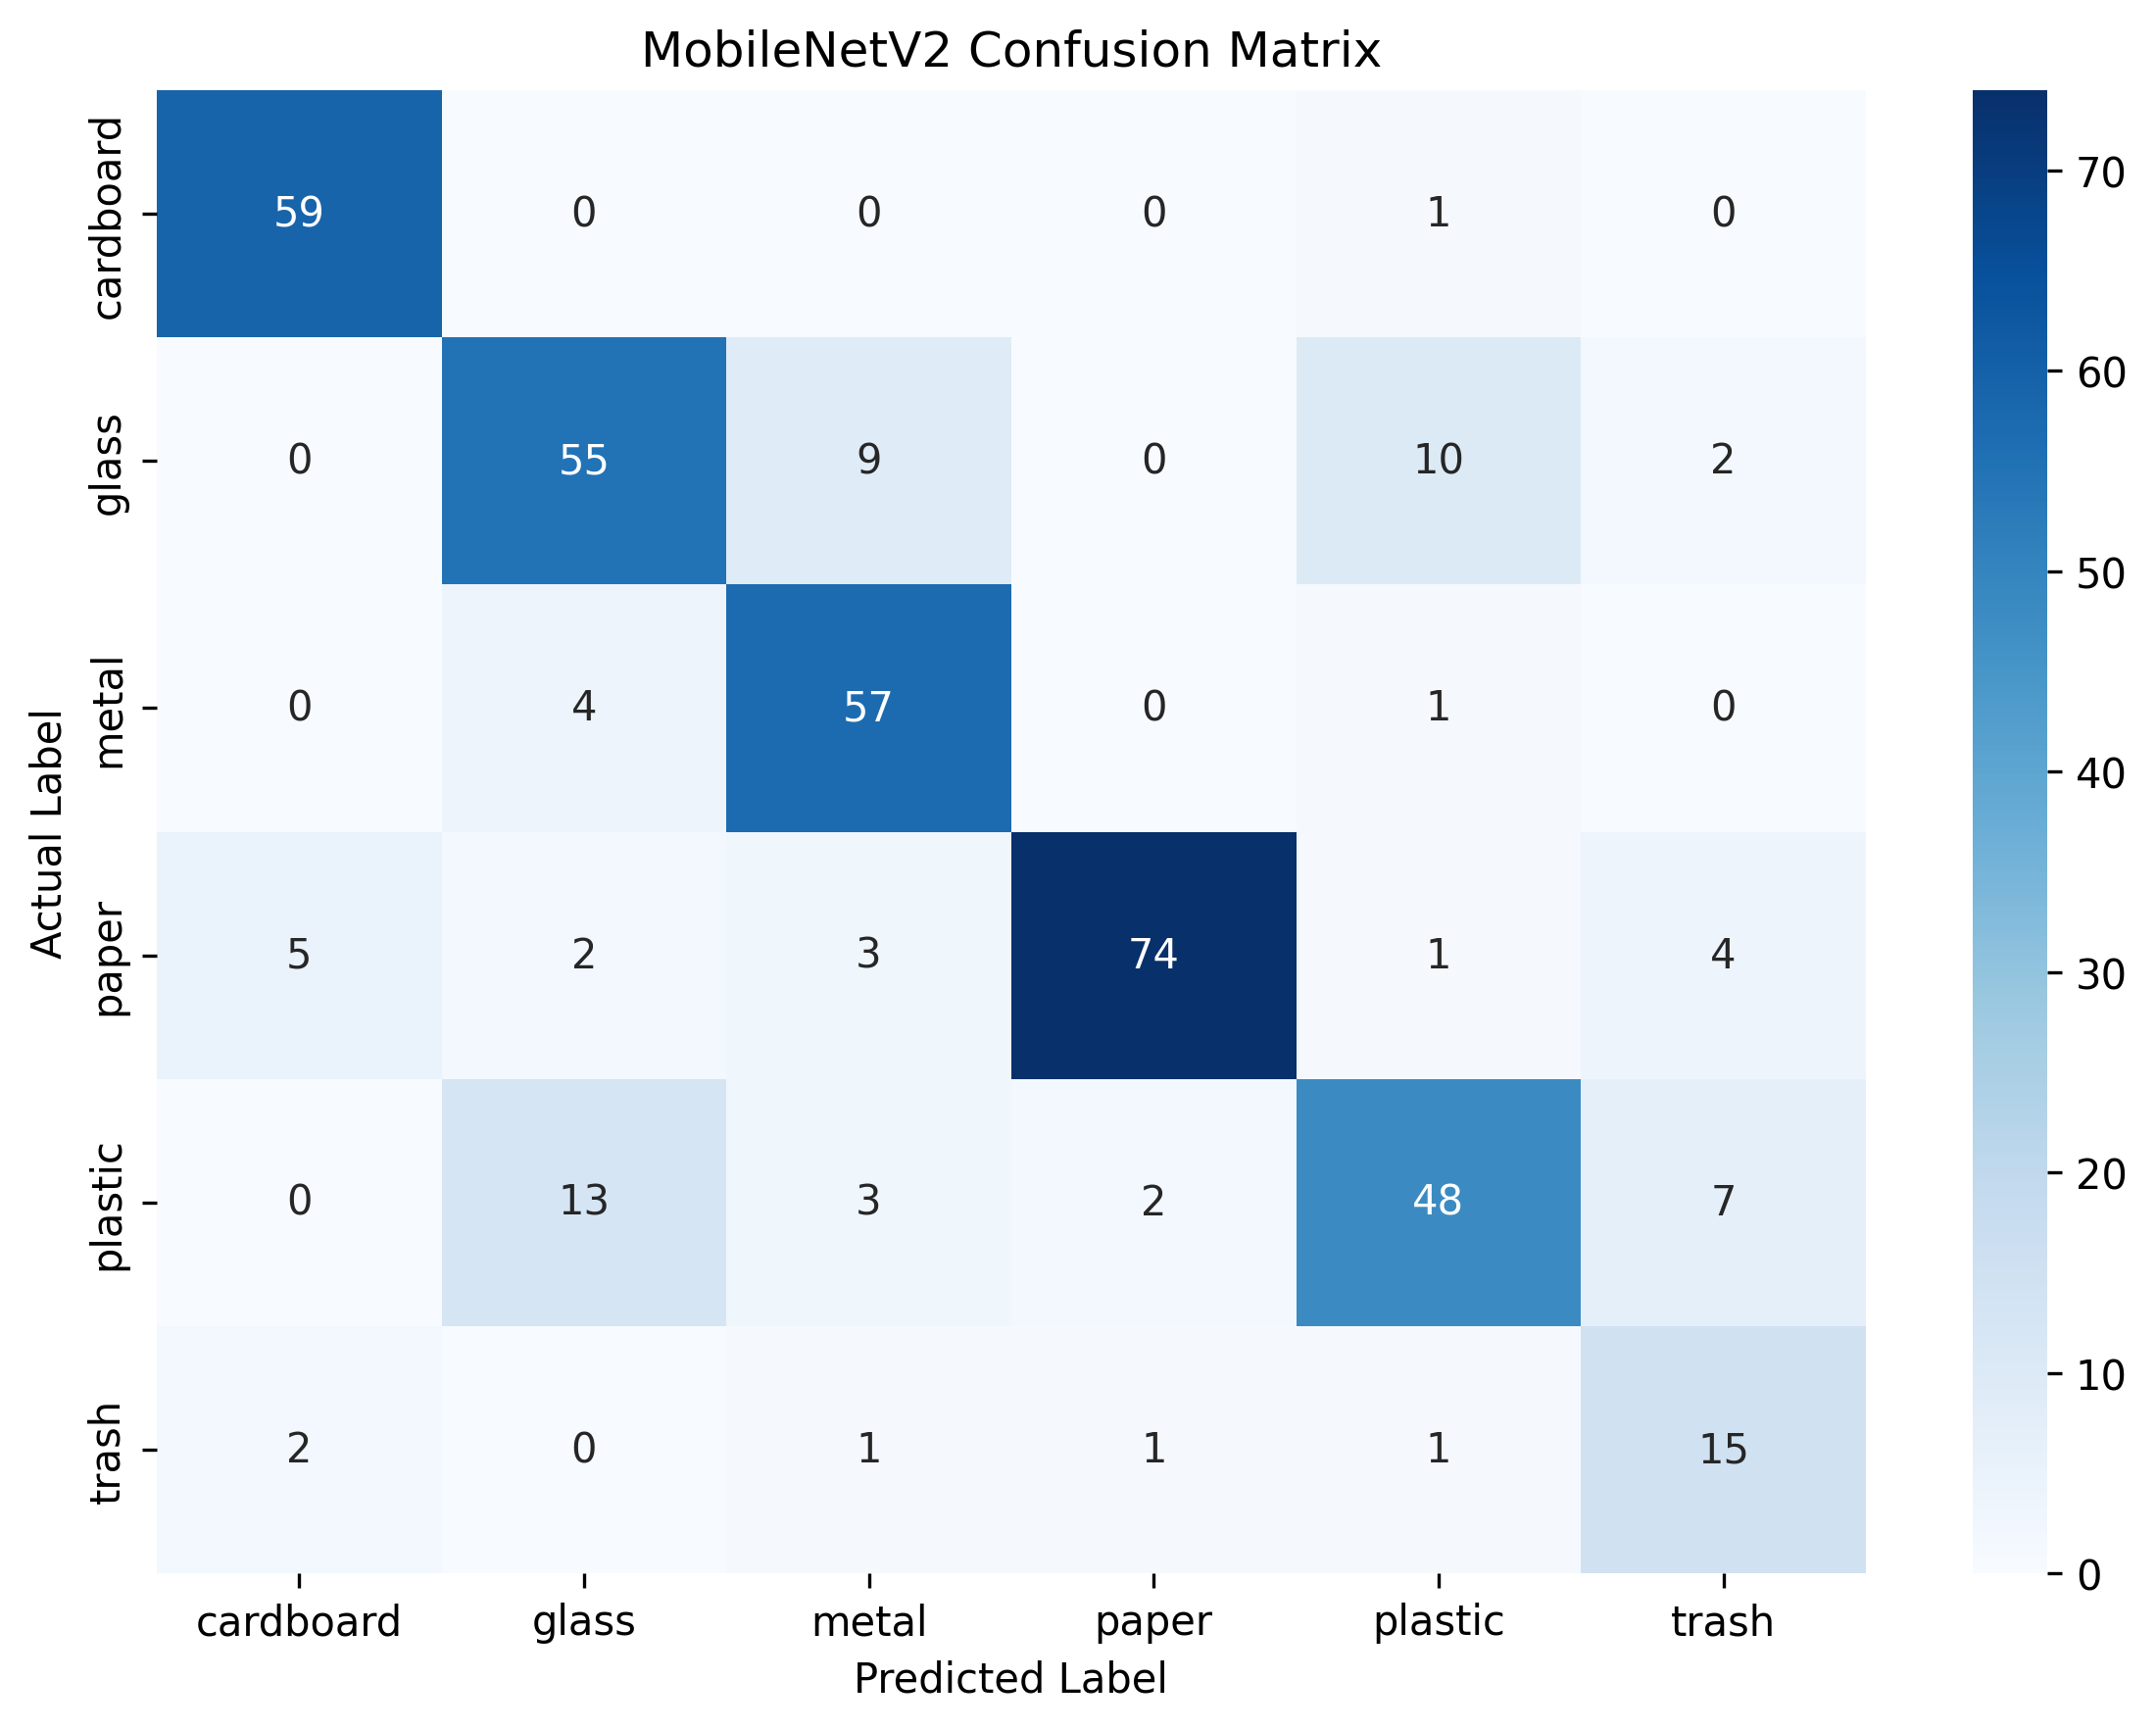 MobileNetV2 Confusion Matrix
Actual Label
cardboard 59 0 0 0 1 0
glass 0 55 9 0 10 2
metal 0 4 57 0 1 0
paper 5 2 3 74 1 4
plastic 0 13 3 2 48 7
trash 2 0 1 1 1 15
cardboard glass metal paper plastic trash
Predicted Label
70
60
50
40
30
20
10
0